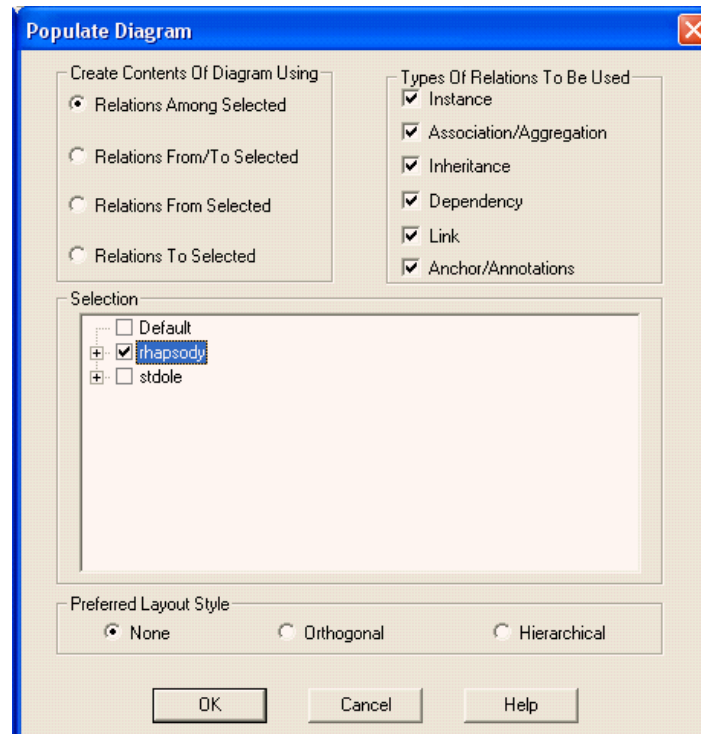 Populate Diagram
Create Contents Of Diagram Using
Relations Among Selected
Relations From/To Selected
Relations From Selected
Relations To Selected
Types Of Relations To Be Used
Instance
Association/Aggregation
Inheritance
Dependency
Link
Anchor/Annotations
Selection
Default
rhapsody
stdole
Preferred Layout Style
None Orthogonal Hierarchical
OK Cancel Help